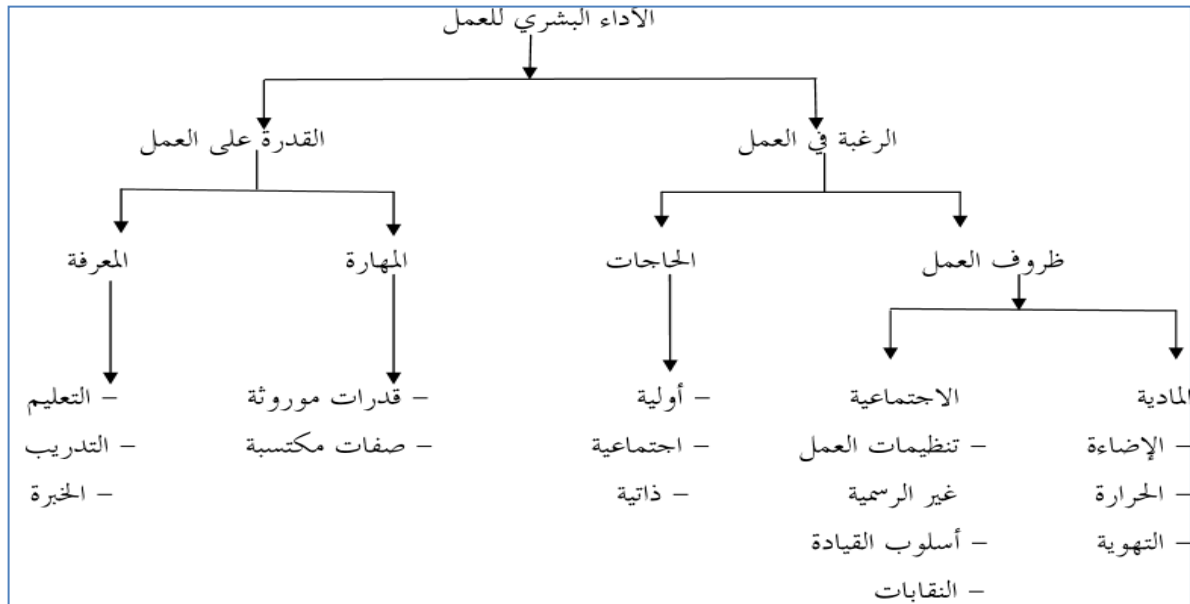 الأداء البشري للعمل
الرغبة في العمل
القدرة على العمل
ظروف العمل
الحاجات
المهارة
المعرفة
المادية
– الإضاءة
– الحرارة
– التهوية
الاجتماعية
– تنظيمات العمل
غير الرسمية
– أسلوب القيادة
– النقابات
– أولية
– اجتماعية
– ذاتية
– قدرات موروثة
– صفات مكتسبة
– التعليم
– التدريب
– الخبرة